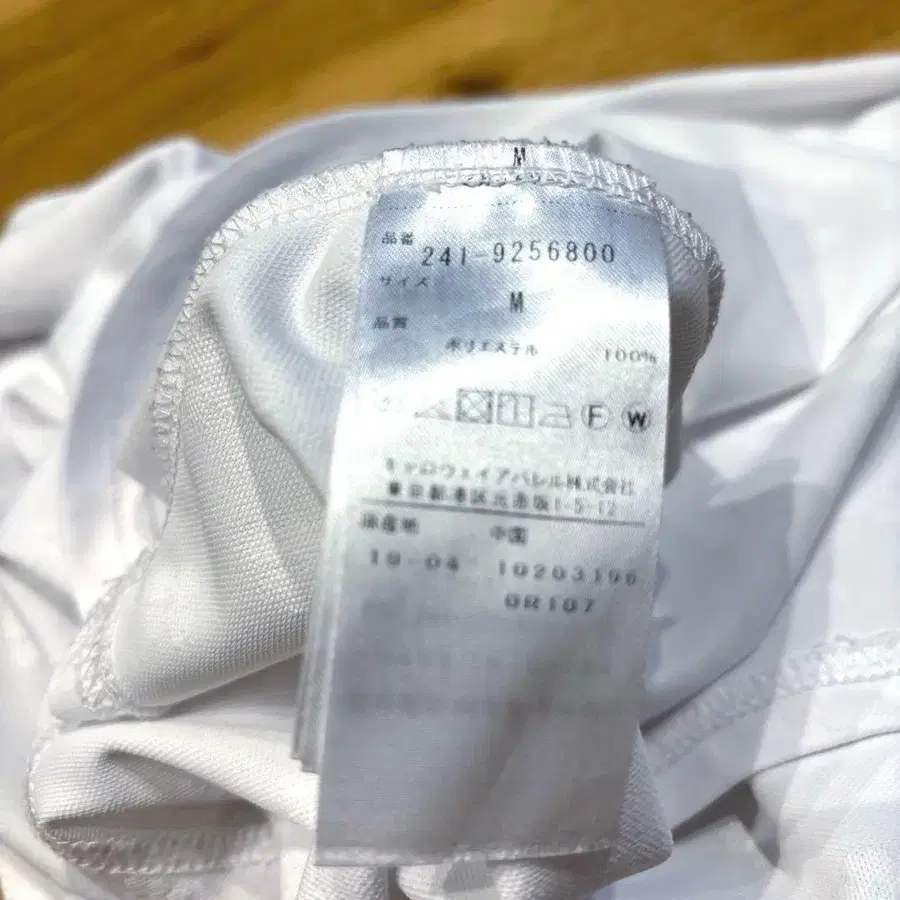 M
品番
241-9256800
サイズ
M
品質
ポリエステル 100%
F W
キャロウェイアパレル株式会社
東京都港区元赤坂1-5-12
原産地 中国
19-04 10203196
0R107